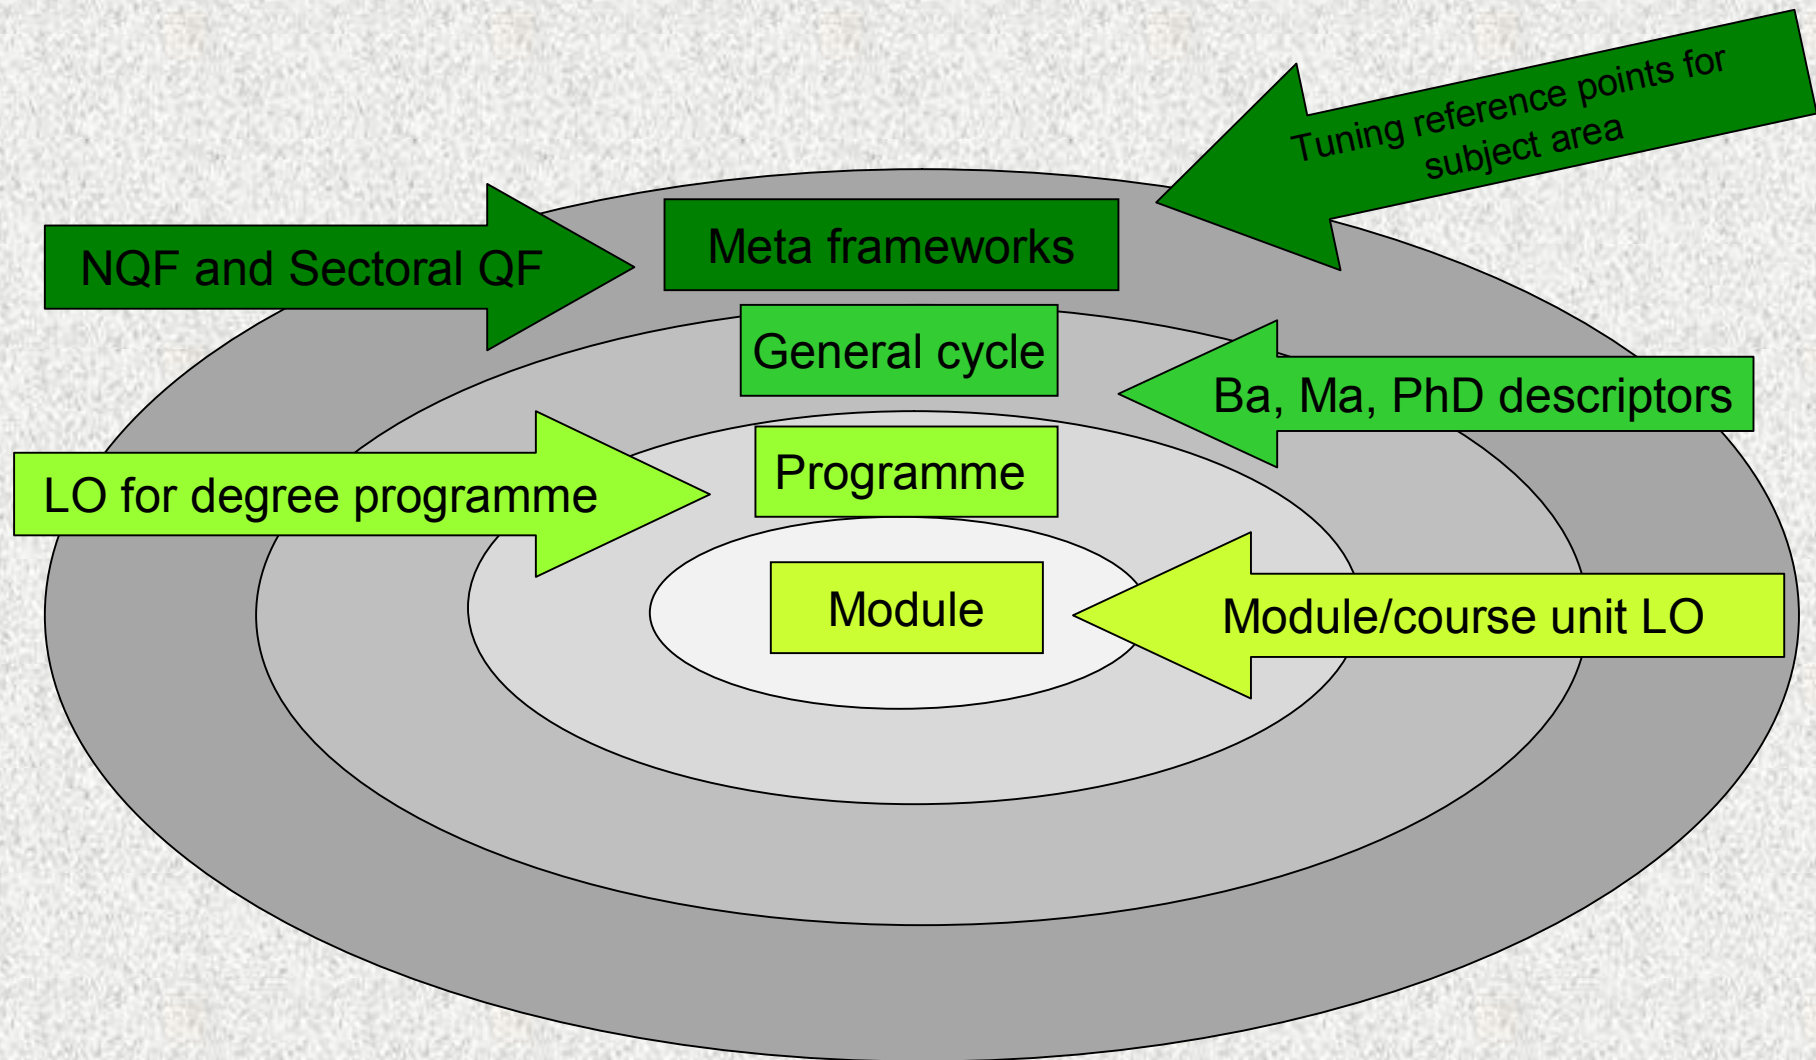 Tuning reference points for
subject area
NQF and Sectoral QF
Meta frameworks
General cycle
Ba, Ma, PhD descriptors
LO for degree programme
Programme
Module
Module/course unit LO